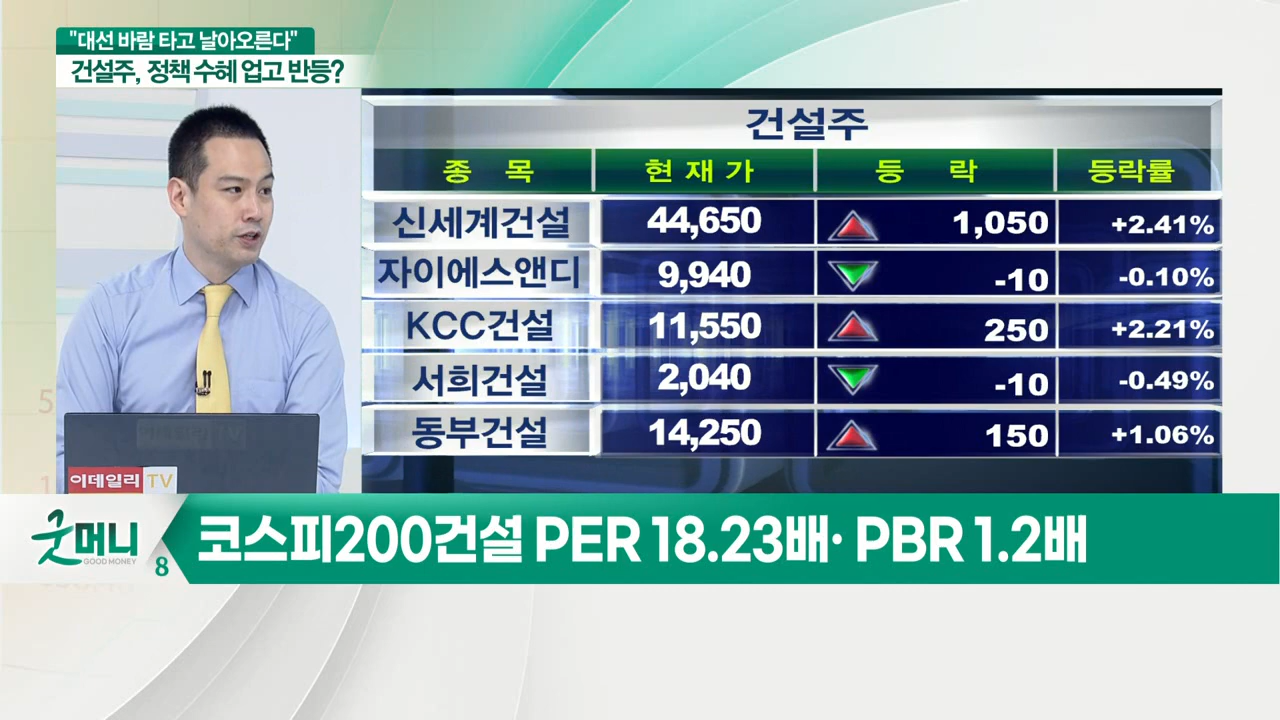 "대선 바람 타고 날아오른다"
건설주, 정책 수혜 업고 반등?
건설주
종목 현재가 등락 등락률
신세계건설 44,650 1,050 +2.41%
자이에스앤디 9,940 -10 -0.10%
KCC건설 11,550 250 +2.21%
서희건설 2,040 -10 -0.49%
동부건설 14,250 150 +1.06%
이데일리TV
굿머니
GOOD MONEY
8
코스피200건설 PER 18.23배· PBR 1.2배